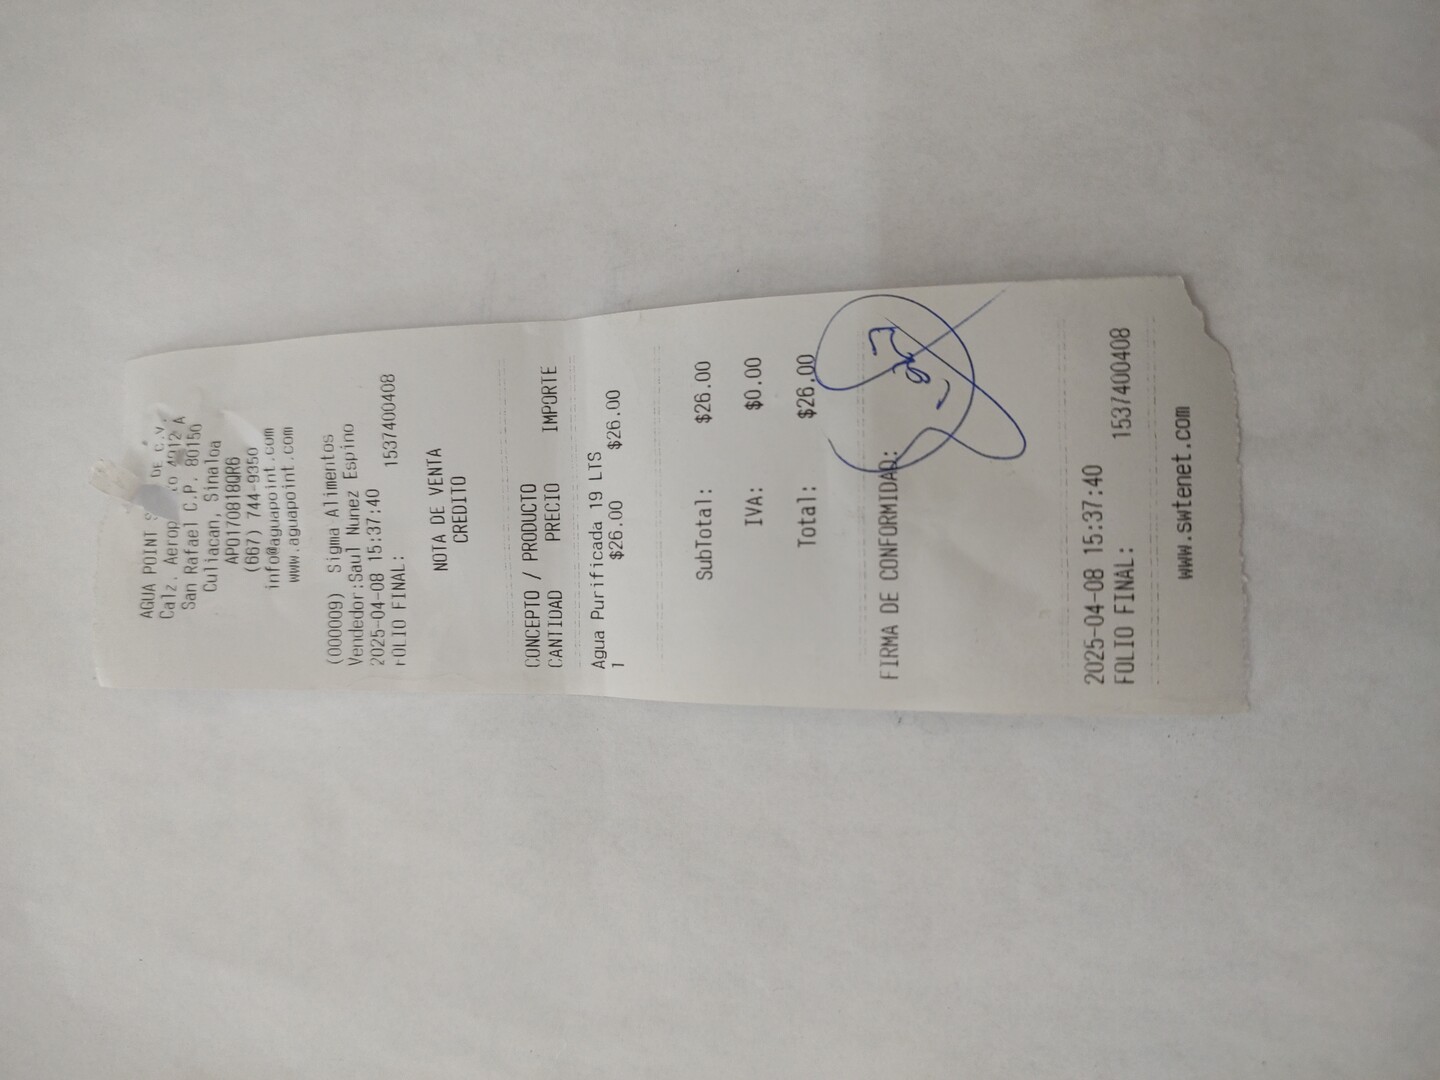 AGUA POINT S DE C.V.
Calz. Aerop to 4912 A
San Rafael C.P. 80150
Culiacan, Sinaloa
APO170818QR6
(667) 744-9350
info@aguapoint.com
www.aguapoint.com
(000009) Sigma Alimentos
Vendedor:Saul Nunez Espino
2025-04-08 15:37:40
FOLIO FINAL: 1537400408
NOTA DE VENTA
CREDITO
CONCEPTO / PRODUCTO
CANTIDAD PRECIO IMPORTE
Agua Purificada 19 LTS
1 $26.00 $26.00
SubTotal: $26.00
IVA: $0.00
Total: $26.00
FIRMA DE CONFORMIDAD:
2025-04-08 15:37:40
FOLIO FINAL: 1537400408
www.swtenet.com